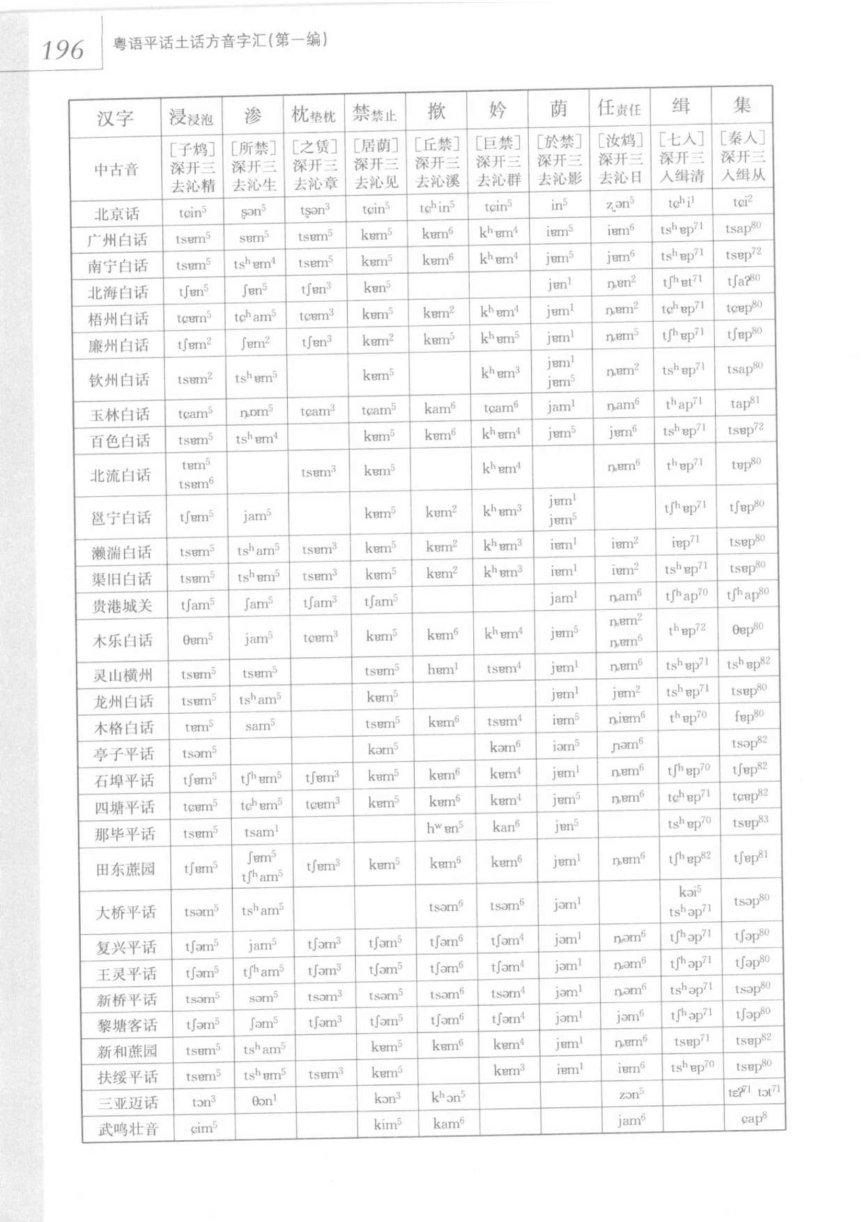 196
粤语平话土话方音字汇(第一编)
汉字 浸浸泡 渗 枕垫枕 禁禁止 揿 妗 荫 任责任 缉 集
中古音 [子鸩] [所禁] [之赁] [居荫] [丘禁] [巨禁] [於禁] [汝鸩] [七人] [秦人]
深开三 深开三 深开三 深开三 深开三 深开三 深开三 深开三 深开三 深开三
去沁精 去沁生 去沁章 去沁见 去沁溪 去沁群 去沁影 去沁日 入缉清 入缉从
北京话 tɕin⁵ ʂən⁵ tʂən³ tɕin⁵ tɕʰin⁵ tɕin⁵ in⁵ ʐən⁵ tɕʰi¹ tɕi²
广州白话 tsɐm⁵ sɐm⁵ tsɐm⁵ kɐm⁵ kɐm⁶ kʰɐm⁴ iɐm⁵ iɐm⁶ tsʰɐp⁷¹ tsap⁸⁰
南宁白话 tsɐm⁵ tsʰɐm⁴ tsɐm⁵ kɐm⁵ kɐm⁶ kʰɐm⁴ jɐm⁵ jɐm⁶ tsʰɐp⁷¹ tsɐp⁷²
北海白话 tʃɐn⁵ ʃɐn⁵ tʃɐn³ kɐn⁵ jɐn¹ ȵɐn² tʃʰɐt⁷¹ tʃaʔ⁸⁰
梧州白话 tɕɐm⁵ tɕʰam⁵ tɕɐm³ kɐm⁵ kɐm² kʰɐm⁴ jɐm¹ ȵɐm² tɕʰɐp⁷¹ tɕɐp⁸⁰
廉州白话 tʃɐm² ʃɐm² tʃɐn³ kɐm² kɐm⁵ kʰɐm⁵ jɐm¹ ȵɐm⁵ tʃʰɐp⁷¹ tʃɐp⁸⁰
钦州白话 tsɐm² tsʰɐm⁵ kɐm⁵ kʰɐm³ jɐm¹ jɐm⁵ ȵɐm² tsʰɐp⁷¹ tsap⁸⁰
玉林白话 tɕam⁵ ȵɒm⁵ tɕam³ tɕam⁵ kam⁶ tɕam⁶ jam¹ ȵam⁶ tʰap⁷¹ tap⁸¹
百色白话 tsɐm⁵ tsʰɐm⁴ kɐm⁵ kɐm⁶ kʰɐm⁴ jɐm⁵ jɐm⁶ tsʰɐp⁷¹ tsɐp⁷²
北流白话 tɐm⁵ tsɐm⁶ tsɐm³ kɐm⁵ kʰɐm⁴ ȵɐm⁶ tʰɐp⁷¹ tɐp⁸⁰
邕宁白话 tʃɐm⁵ jam⁵ kɐm⁵ kɐm² kʰɐm³ jɐm¹ jɐm⁵ tʃʰɐp⁷¹ tʃɐp⁸⁰
濑湍白话 tsɐm⁵ tsʰam⁵ tsɐm³ kɐm⁵ kɐm² kʰɐm³ iɐm¹ iɐm² iɐp⁷¹ tsɐp⁸⁰
渠旧白话 tsɐm⁵ tsʰɐm⁵ tsɐm³ kɐm⁵ kɐm² kʰɐm³ iɐm¹ iɐm² tsʰɐp⁷¹ tsɐp⁸⁰
贵港城关 tʃam⁵ ʃam⁵ tʃam³ tʃam⁵ jam¹ ȵam⁶ tʃʰap⁷⁰ tʃʰap⁸⁰
木乐白话 θɐm⁵ jam⁵ tɕɐm³ kɐm⁵ kɐm⁶ kʰɐm⁴ jɐm⁵ ȵɐm² ȵɐm⁶ tʰɐp⁷² θɐp⁸⁰
灵山横州 tsɐm⁵ tsɐm⁵ tsɐm⁵ hɐm¹ tsɐm⁴ jɐm¹ ȵɐm⁶ tsʰɐp⁷¹ tsʰɐp⁸²
龙州白话 tsɐm⁵ tsʰam⁵ kɐm⁵ jɐm¹ jɐm² tsʰɐp⁷¹ tsɐp⁸⁰
木格白话 tɐm⁵ sam⁵ tsɐm⁵ kɐm⁶ tsɐm⁴ iɐm⁵ ȵiɐm⁶ tʰɐp⁷⁰ fɐp⁸⁰
亭子平话 tsəm⁵ kəm⁵ kəm⁶ iəm⁵ ɲəm⁶ tsəp⁸²
石埠平话 tʃɐm⁵ tʃʰɐm⁵ tʃɐm³ kɐm⁵ kɐm⁶ kɐm⁴ jɐm¹ ȵɐm⁶ tʃʰɐp⁷⁰ tʃɐp⁸²
四塘平话 tɕɐm⁵ tɕʰɐm⁵ tɕɐm³ kɐm⁵ kɐm⁶ kɐm⁴ jɐm⁵ ȵɐm⁶ tɕʰɐp⁷¹ tɕɐp⁸²
那毕平话 tsɐm⁵ tsam¹ hʷɐn⁵ kan⁶ jɐn⁵ tsʰɐp⁷⁰ tsɐp⁸³
田东蔗园 tʃɐm⁵ ʃɐm⁵ tʃʰam⁵ tʃɐm³ kɐm⁵ kɐm⁶ kɐm⁶ jɐm¹ ȵɐm⁶ tʃʰɐp⁸² tʃɐp⁸¹
大桥平话 tsəm⁵ tsʰam⁵ tsəm⁶ tsəm⁶ jəm¹ kəi⁵ tsʰəp⁷¹ tsəp⁸⁰
复兴平话 tʃəm⁵ jam⁵ tʃəm³ tʃəm⁵ tʃəm⁶ tʃəm⁴ jəm¹ ȵəm⁶ tʃʰəp⁷¹ tʃəp⁸⁰
王灵平话 tʃəm⁵ tʃʰam⁵ tʃəm³ tʃəm⁵ tʃəm⁶ tʃəm⁴ jəm¹ ȵəm⁶ tʃʰəp⁷¹ tʃəp⁸⁰
新桥平话 tsəm⁵ səm⁵ tsəm³ tsəm⁵ tsəm⁶ tsəm⁴ jəm¹ ȵəm⁶ tsʰəp⁷¹ tsəp⁸⁰
黎塘客话 tʃəm⁵ ʃəm⁵ tʃəm³ tʃəm⁵ tʃəm⁶ tʃəm⁴ jəm¹ jəm⁶ tʃʰəp⁷¹ tʃəp⁸⁰
新和蔗园 tsɐm⁵ tsʰam⁵ kɐm⁵ kɐm⁶ kɐm⁴ jɐm¹ ȵɐm⁶ tsɐp⁷¹ tsɐp⁸²
扶绥平话 tsɐm⁵ tsʰɐm⁵ tsɐm³ kɐm⁵ kɐm³ iɐm¹ iɐm⁶ tsʰɐp⁷⁰ tsɐp⁸⁰
三亚迈话 tɔn³ θɔn¹ kɔn³ kʰɔn⁵ zɔn⁵ tɛʔ⁷¹ tɔt⁷¹
武鸣壮音 ɕim⁵ kim⁵ kam⁶ jam⁶ ɕap⁸